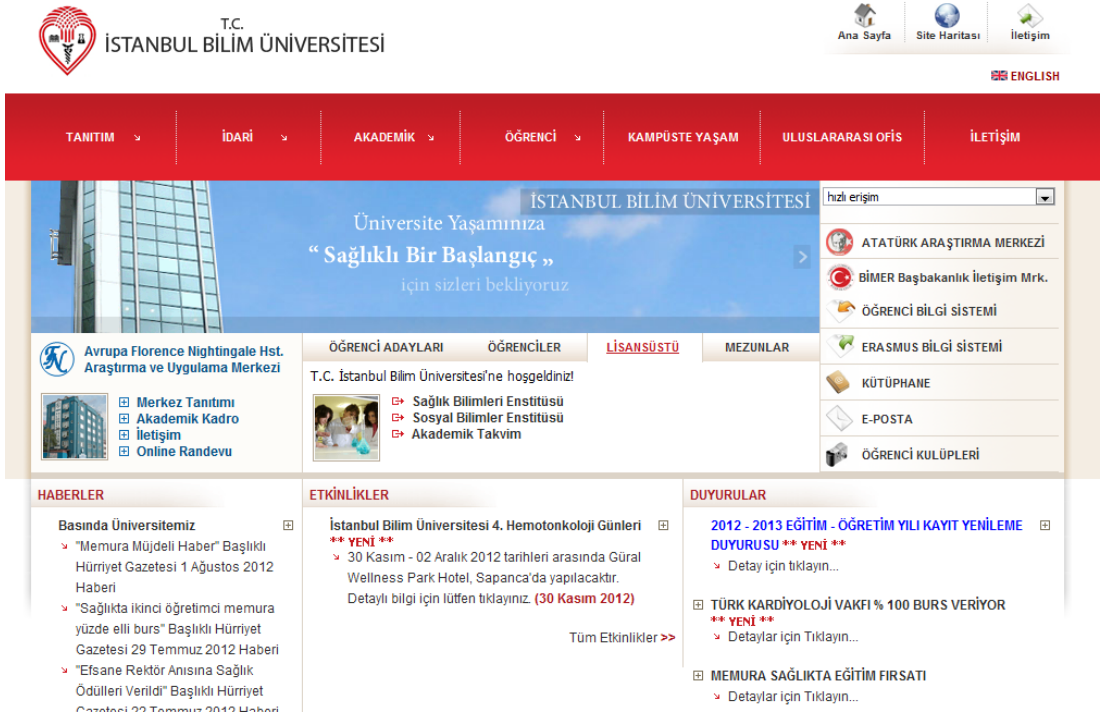 T.C.
İSTANBUL BİLİM ÜNİVERSİTESİ
Ana Sayfa
Site Haritası
İletişim
ENGLISH
TANITIM
İDARİ
AKADEMİK
ÖĞRENCİ
KAMPÜSTE YAŞAM
ULUSLARARASI OFİS
İLETİŞİM
İSTANBUL BİLİM ÜNİVERSİTESİ
Üniversite Yaşamınıza
“ Sağlıklı Bir Başlangıç „
için sizleri bekliyoruz
hızlı erişim
ATATÜRK ARAŞTIRMA MERKEZİ
BİMER Başbakanlık İletişim Mrk.
ÖĞRENCİ BİLGİ SİSTEMİ
ERASMUS BİLGİ SİSTEMİ
KÜTÜPHANE
E-POSTA
ÖĞRENCİ KULÜPLERİ
Avrupa Florence Nightingale Hst.
Araştırma ve Uygulama Merkezi
Merkez Tanıtımı
Akademik Kadro
İletişim
Online Randevu
ÖĞRENCİ ADAYLARI
ÖĞRENCİLER
LİSANSÜSTÜ
MEZUNLAR
T.C. İstanbul Bilim Üniversitesi'ne hoşgeldiniz!
Sağlık Bilimleri Enstitüsü
Sosyal Bilimler Enstitüsü
Akademik Takvim
HABERLER
Basında Üniversitemiz
"Memura Müjdeli Haber" Başlıklı
Hürriyet Gazetesi 1 Ağustos 2012
Haberi
"Sağlıkta ikinci öğretimci memura
yüzde elli burs" Başlıklı Hürriyet
Gazetesi 29 Temmuz 2012 Haberi
"Efsane Rektör Anısına Sağlık
Ödülleri Verildi" Başlıklı Hürriyet
Gazetesi 22 Temmuz 2012 Haberi
ETKİNLİKLER
İstanbul Bilim Üniversitesi 4. Hemotonkoloji Günleri
** YENİ **
30 Kasım - 02 Aralık 2012 tarihleri arasında Güral
Wellness Park Hotel, Sapanca'da yapılacaktır.
Detaylı bilgi için lütfen tıklayınız. (30 Kasım 2012)
Tüm Etkinlikler >>
DUYURULAR
2012 - 2013 EĞİTİM - ÖĞRETİM YILI KAYIT YENİLEME
DUYURUSU ** YENİ **
Detay için tıklayın...
TÜRK KARDİYOLOJİ VAKFI % 100 BURS VERİYOR
** YENİ **
Detaylar için Tıklayın...
MEMURA SAĞLIKTA EĞİTİM FIRSATI
Detaylar için Tıklayın...